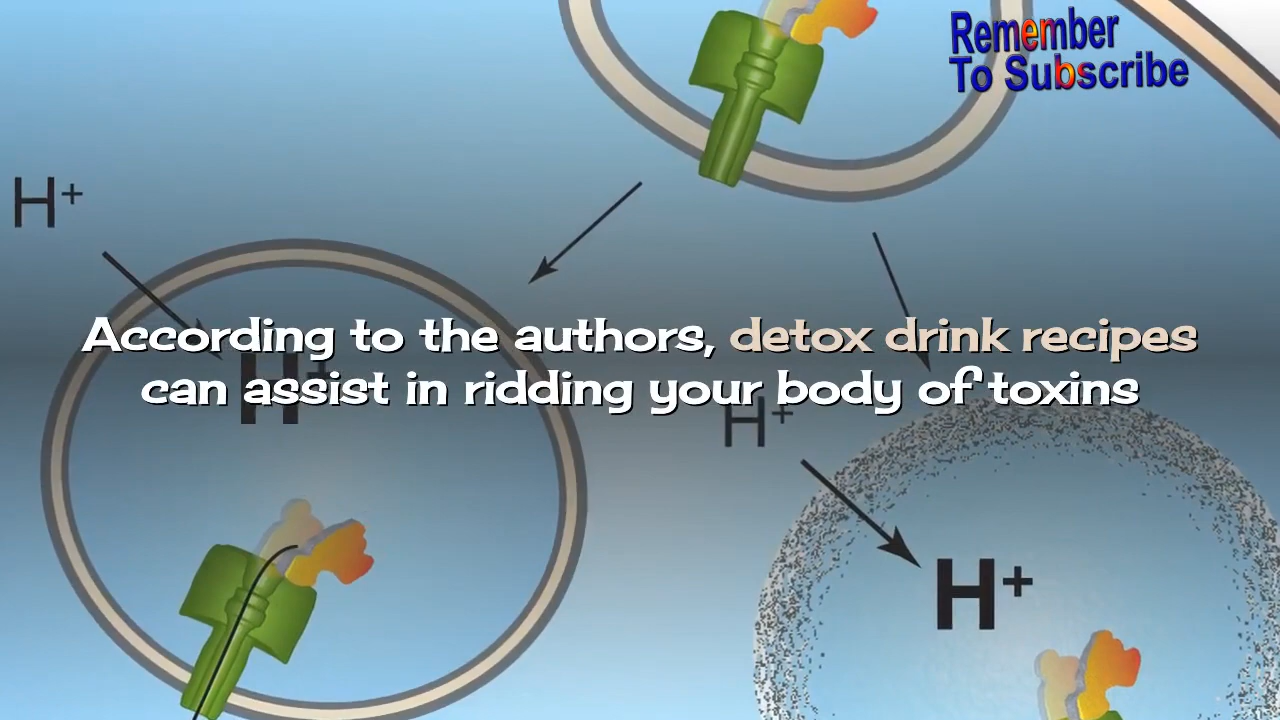 Remember
To Subscribe
H+
According to the authors, detox drink recipes
H+
can assist in ridding your body of toxins
H+
H+